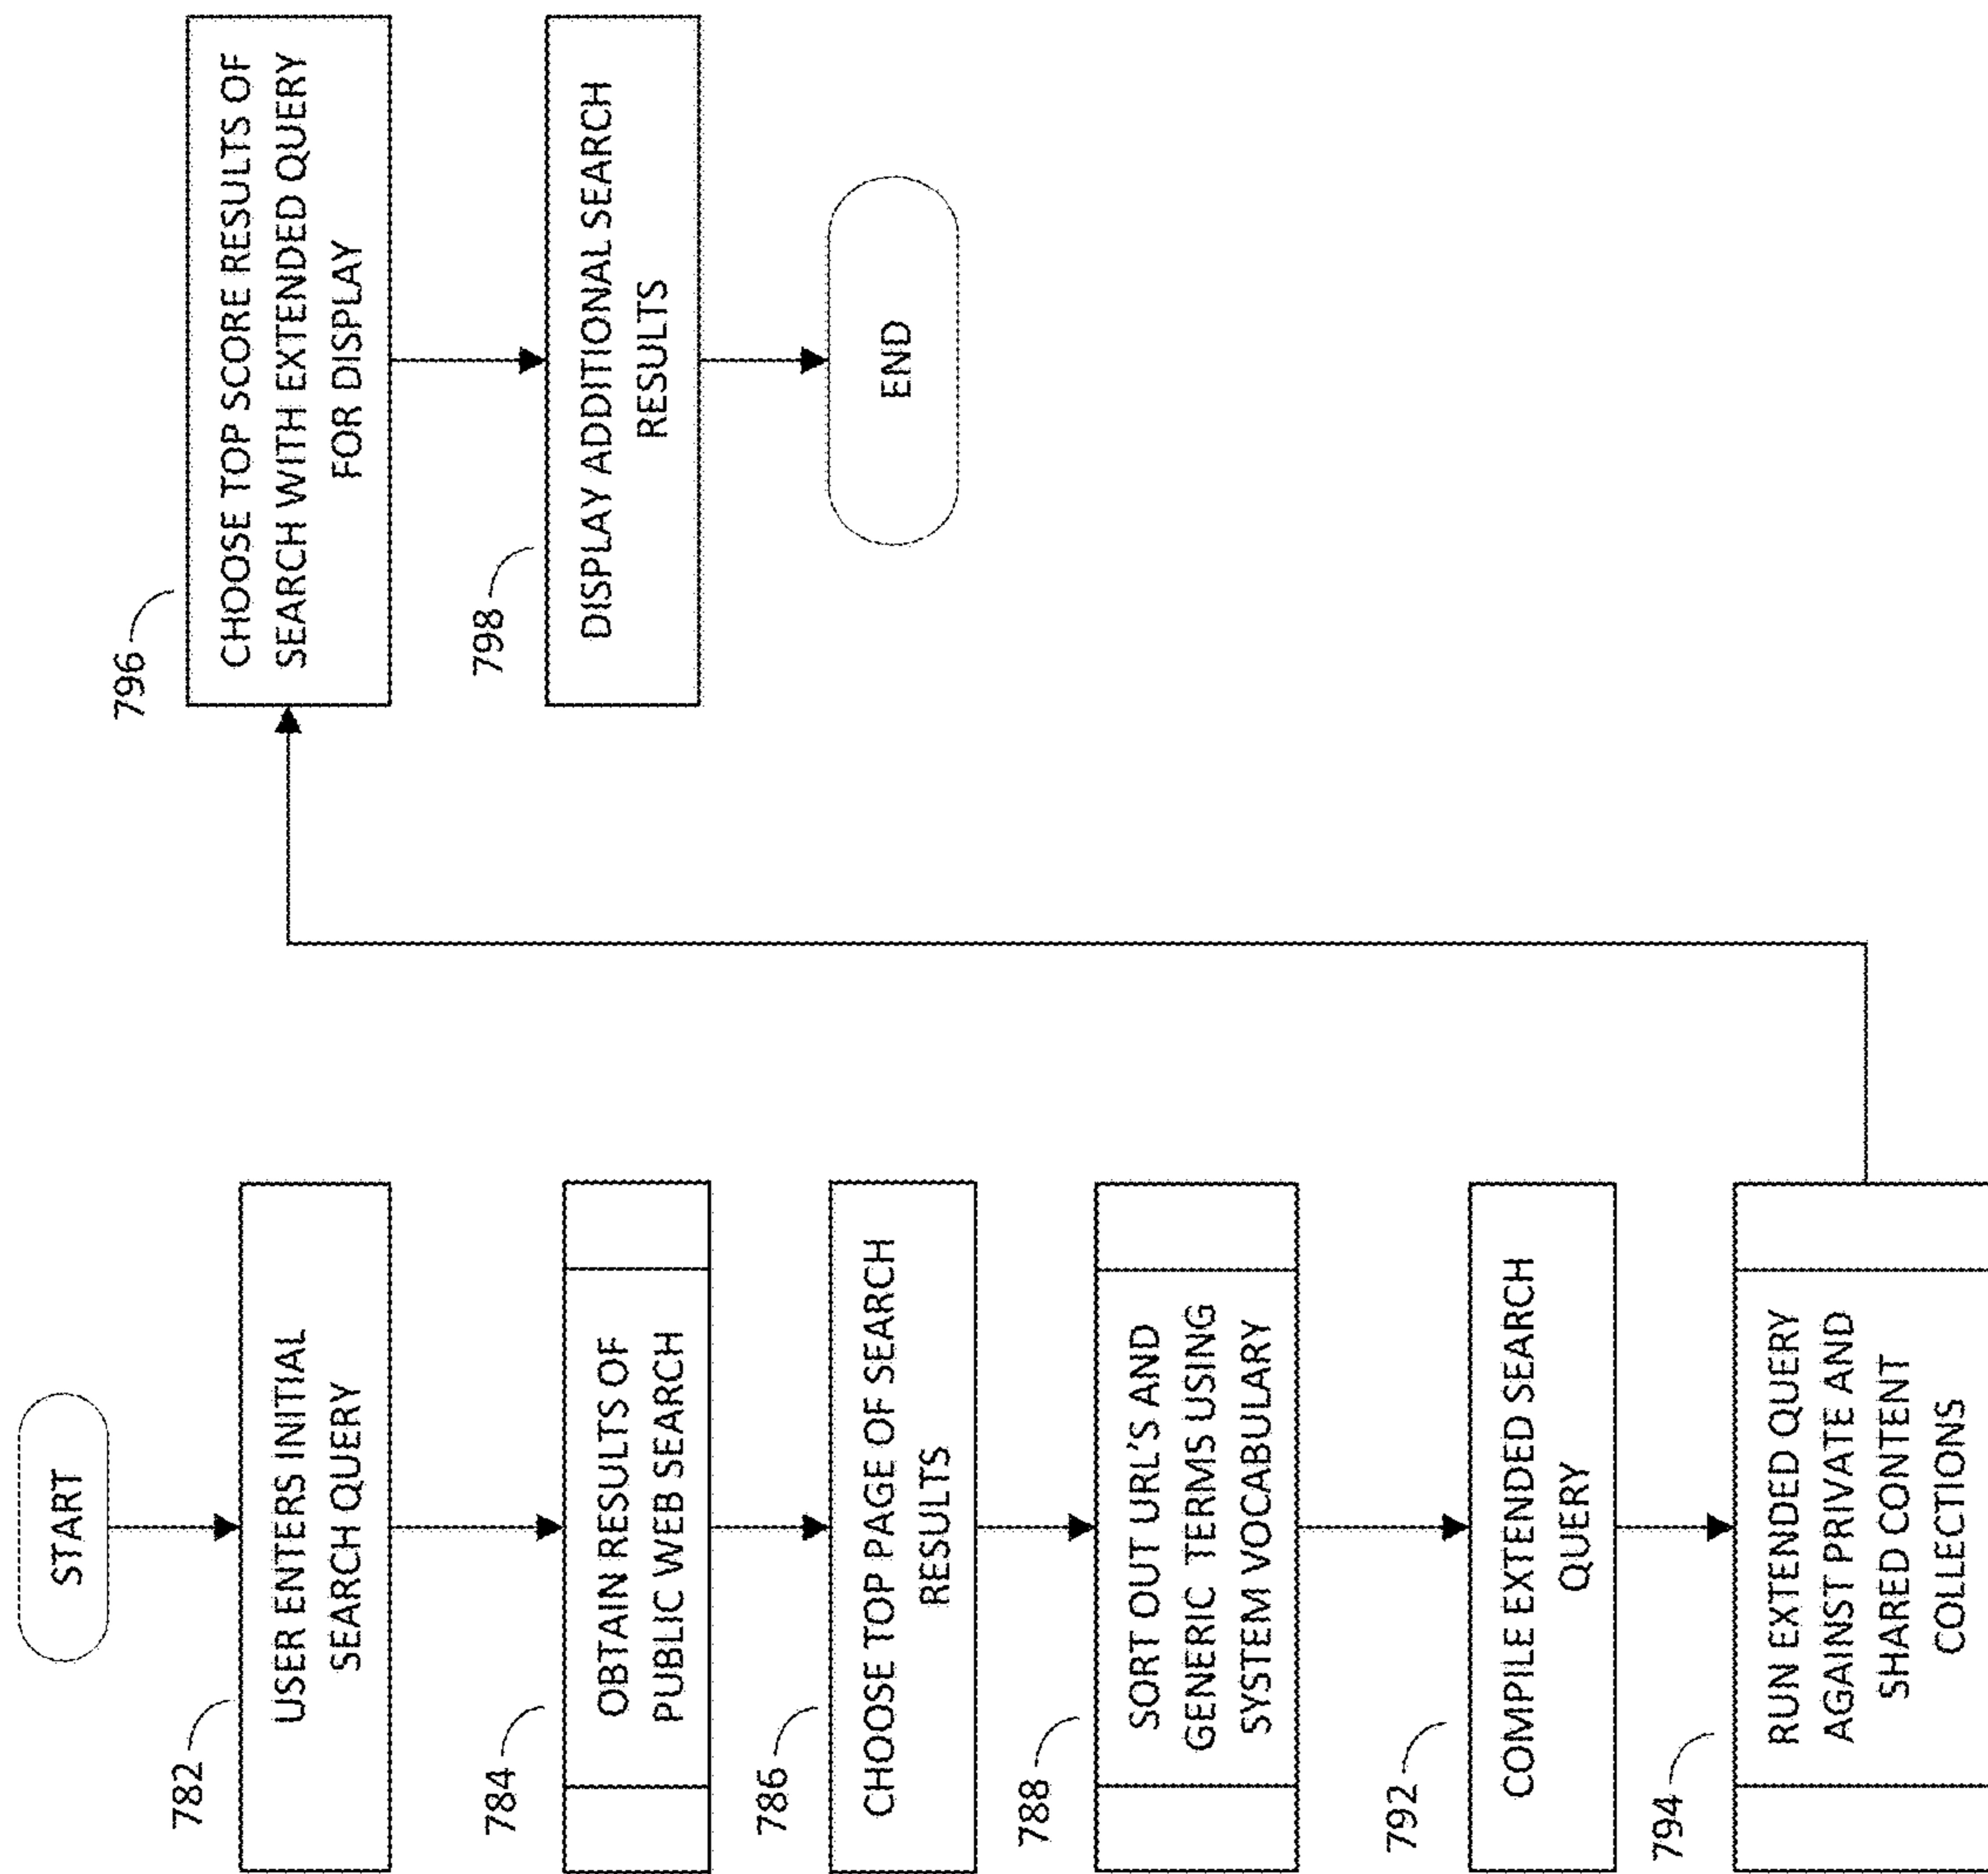 START
782
USER ENTERS INITIAL
SEARCH QUERY
784
OBTAIN RESULTS OF
PUBLIC WEB SEARCH
786
CHOOSE TOP PAGE OF SEARCH
RESULTS
788
SORT OUT URL'S AND
GENERIC TERMS USING
SYSTEM VOCABULARY
792
COMPILE EXTENDED SEARCH
QUERY
794
RUN EXTENDED QUERY
AGAINST PRIVATE AND
SHARED CONTENT
COLLECTIONS
796
CHOOSE TOP SCORE RESULTS OF
SEARCH WITH EXTENDED QUERY
FOR DISPLAY
798
DISPLAY ADDITIONAL SEARCH
RESULTS
END